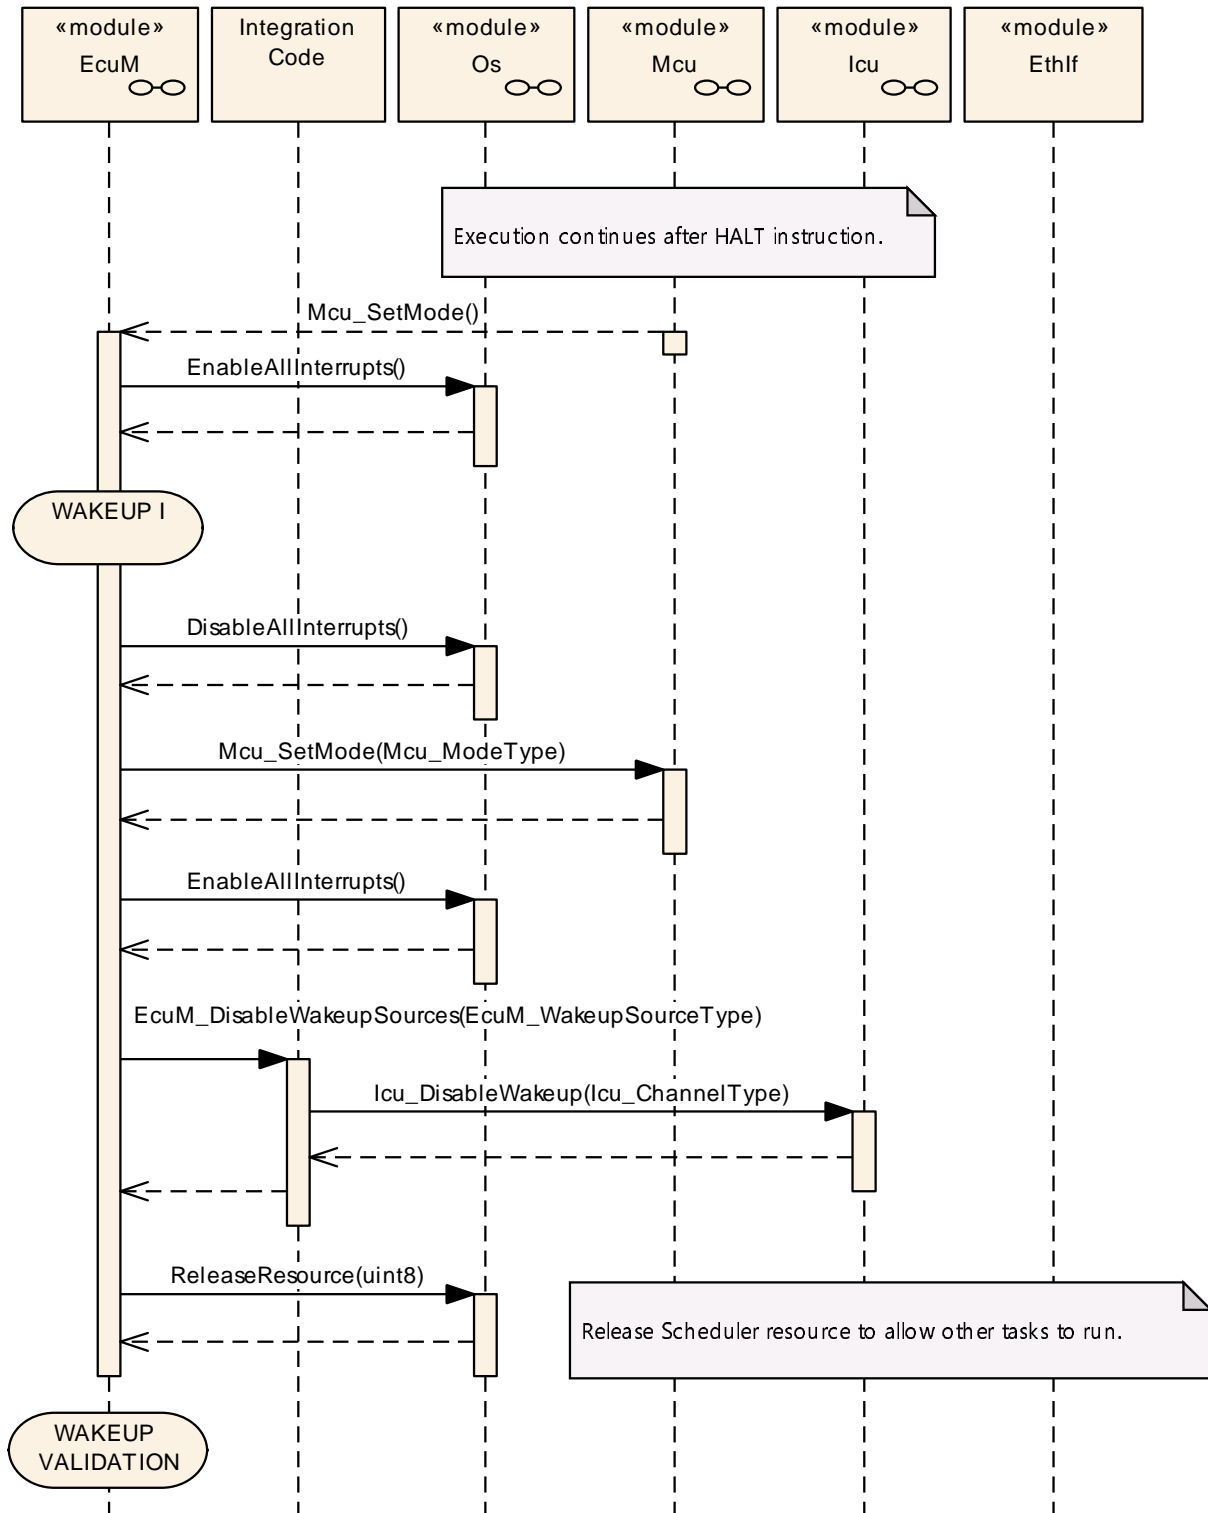 «module»
EcuM
Integration
Code
«module»
Os
«module»
Mcu
«module»
Icu
«module»
EthIf
Execution continues after HALT instruction.
Mcu_SetMode()
EnableAllInterrupts()
WAKEUP I
DisableAllInterrupts()
Mcu_SetMode(Mcu_ModeType)
EnableAllInterrupts()
EcuM_DisableWakeupSources(EcuM_WakeupSourceType)
Icu_DisableWakeup(Icu_ChannelType)
ReleaseResource(uint8)
Release Scheduler resource to allow other tasks to run.
WAKEUP
VALIDATION